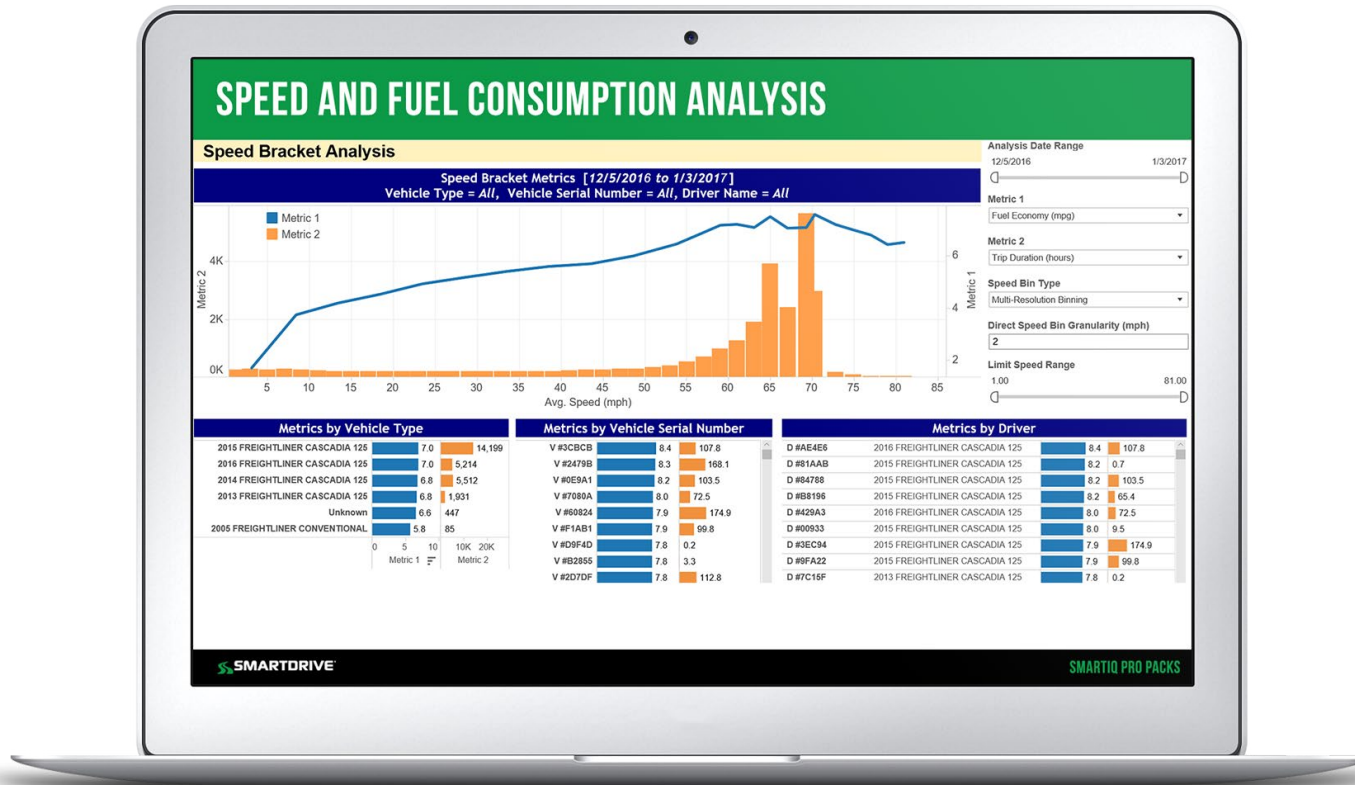 SPEED AND FUEL CONSUMPTION ANALYSIS
Speed Bracket Analysis
Speed Bracket Metrics [12/5/2016 to 1/3/2017]
Vehicle Type = All, Vehicle Serial Number = All, Driver Name = All
Metric 1
Metric 2
4K
2K
0K
Metric 2
6
4
2
Metric 1
5 10 15 20 25 30 35 40 45 50 55 60 65 70 75 80 85
Avg. Speed (mph)
Analysis Date Range
12/5/2016 1/3/2017
Metric 1
Fuel Economy (mpg)
Metric 2
Trip Duration (hours)
Speed Bin Type
Multi-Resolution Binning
Direct Speed Bin Granularity (mph)
2
Limit Speed Range
1.00 81.00
Metrics by Vehicle Type
2015 FREIGHTLINER CASCADIA 125 7.0 14,199
2016 FREIGHTLINER CASCADIA 125 7.0 5,214
2014 FREIGHTLINER CASCADIA 125 6.8 5,512
2013 FREIGHTLINER CASCADIA 125 6.8 1,931
Unknown 6.6 447
2005 FREIGHTLINER CONVENTIONAL 5.8 85
0 5 10 10K 20K
Metric 1 Metric 2
Metrics by Vehicle Serial Number
V #3CBCB 8.4 107.8
V #2479B 8.3 168.1
V #0E9A1 8.2 103.5
V #7080A 8.0 72.5
V #60824 7.9 174.9
V #F1AB1 7.9 99.8
V #D9F4D 7.8 0.2
V #B2855 7.8 3.3
V #2D7DF 7.8 112.8
Metrics by Driver
D #AE4E6 2016 FREIGHTLINER CASCADIA 125 8.4 107.8
D #81AAB 2015 FREIGHTLINER CASCADIA 125 8.2 0.7
D #84788 2015 FREIGHTLINER CASCADIA 125 8.2 103.5
D #B8196 2015 FREIGHTLINER CASCADIA 125 8.2 65.4
D #429A3 2016 FREIGHTLINER CASCADIA 125 8.0 72.5
D #00933 2015 FREIGHTLINER CASCADIA 125 8.0 9.5
D #3EC94 2015 FREIGHTLINER CASCADIA 125 7.9 174.9
D #9FA22 2015 FREIGHTLINER CASCADIA 125 7.9 99.8
D #7C15F 2013 FREIGHTLINER CASCADIA 125 7.8 0.2
SMARTDRIVE
SMARTIQ PRO PACKS